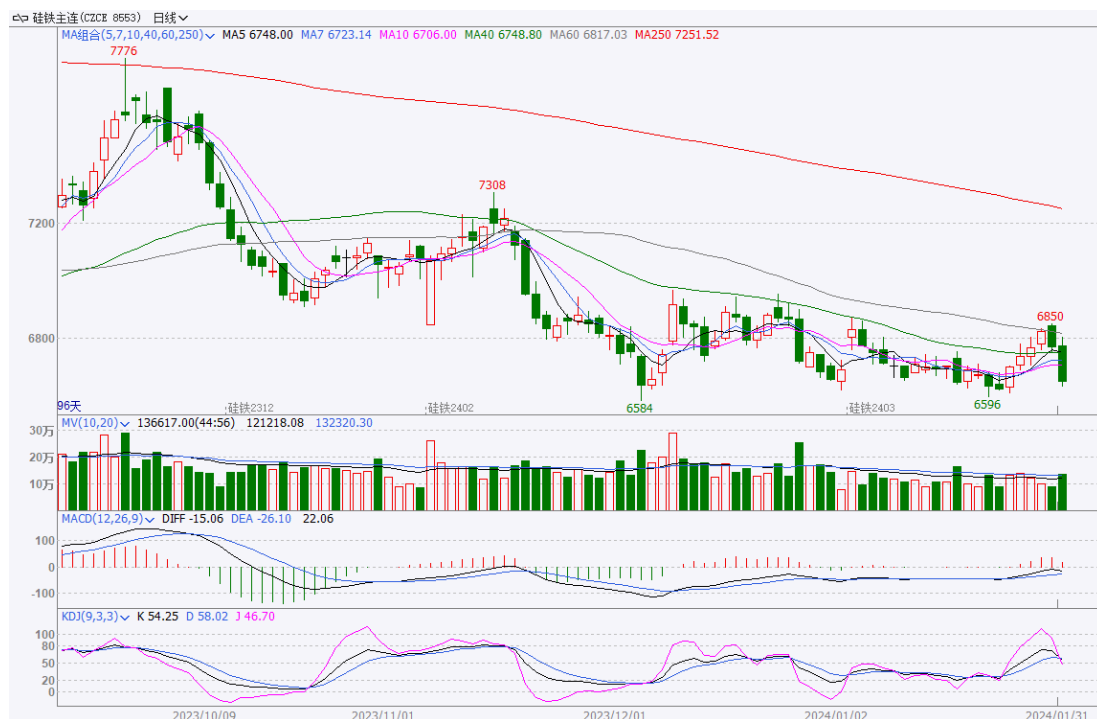 硅铁主连(CZCE 8553) 日线
MA组合(5,7,10,40,60,250) MA5 6748.00 MA7 6723.14 MA10 6706.00 MA40 6748.80 MA60 6817.03 MA250 7251.52
7776
7308
7200
6850
6800
6584
6596
96天
硅铁2312
硅铁2402
硅铁2403
MV(10,20) 136617.00(44:56) 121218.08 132320.30
30万
20万
10万
MACD(12,26,9) DIFF -15.06 DEA -26.10 22.06
100
0
-100
KDJ(9,3,3) K 54.25 D 58.02 J 46.70
100
80
50
20
0
2023/10/09 2023/11/01 2023/12/01 2024/01/02 2024/01/31